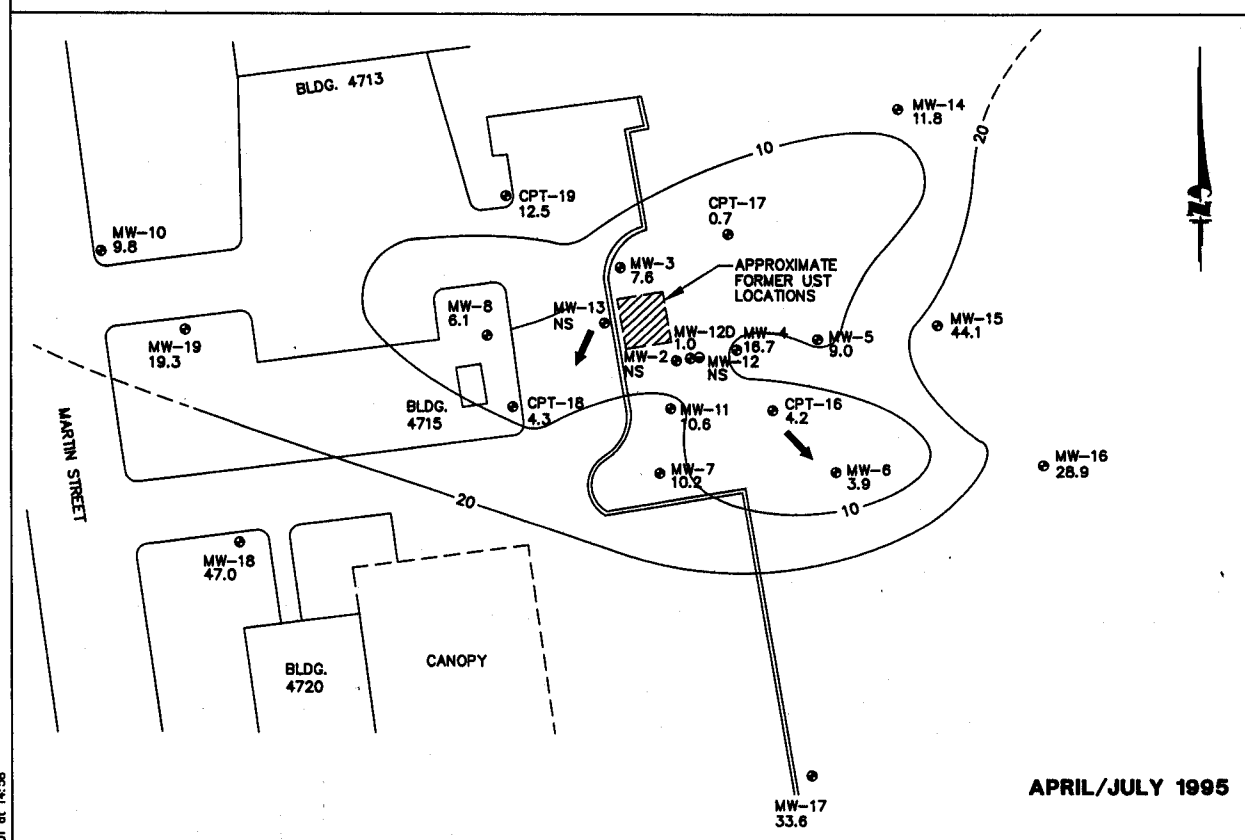 BLDG. 4713
MW-14
11.8
20
10
CPT-19
12.5
CPT-17
0.7
MW-10
9.8
MW-3
7.6
APPROXIMATE
FORMER UST
LOCATIONS
MW-8
6.1
MW-13
NS
MW-15
44.1
MW-19
19.3
MW-12D
1.0
MW-4
16.7
MW-5
9.0
MW-2
NS
MW-12
NS
BLDG.
4715
CPT-18
4.3
MW-11
10.6
CPT-16
4.2
MARTIN STREET
MW-16
28.9
MW-7
10.2
MW-6
3.9
20
10
MW-18
47.0
BLDG.
4720
CANOPY
MW-17
33.6
APRIL/JULY 1995
at 14:56